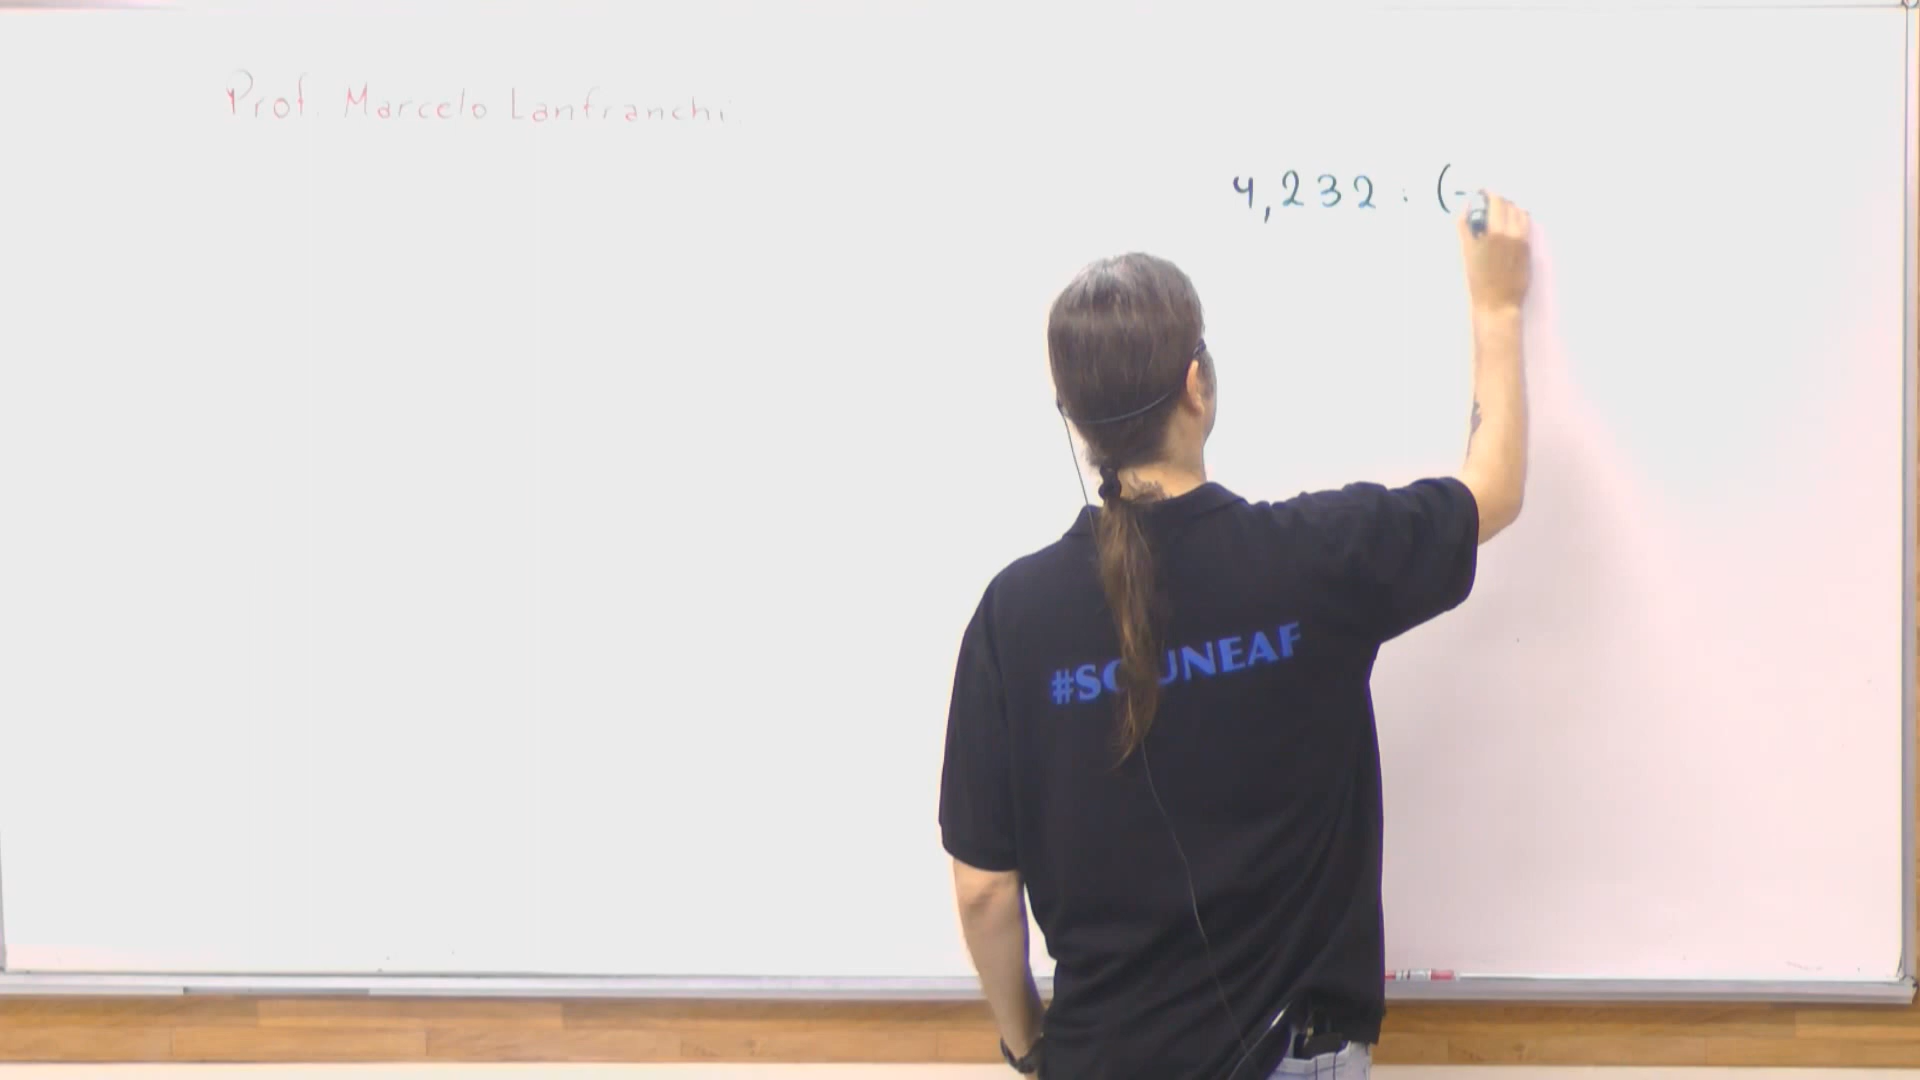 Prof. Marcelo Lanfranchi.
4,232 : (-
#SOUNEAF